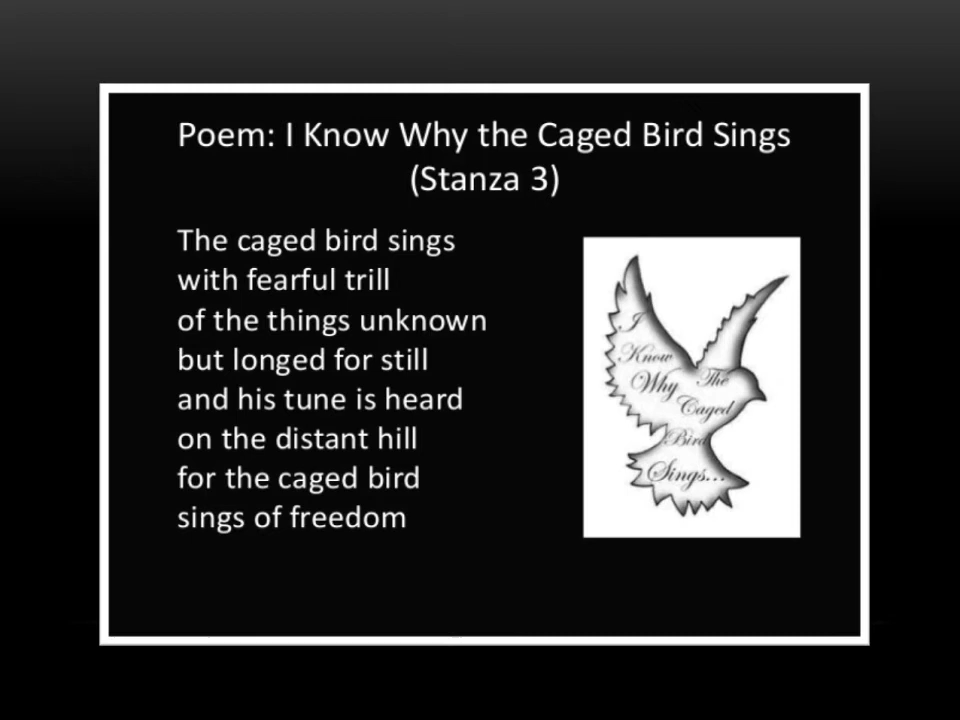 Poem: I Know Why the Caged Bird Sings
(Stanza 3)
The caged bird sings
with fearful trill
of the things unknown
but longed for still
and his tune is heard
on the distant hill
for the caged bird
sings of freedom
I
Know
Why The
Caged
Bird
Sings...